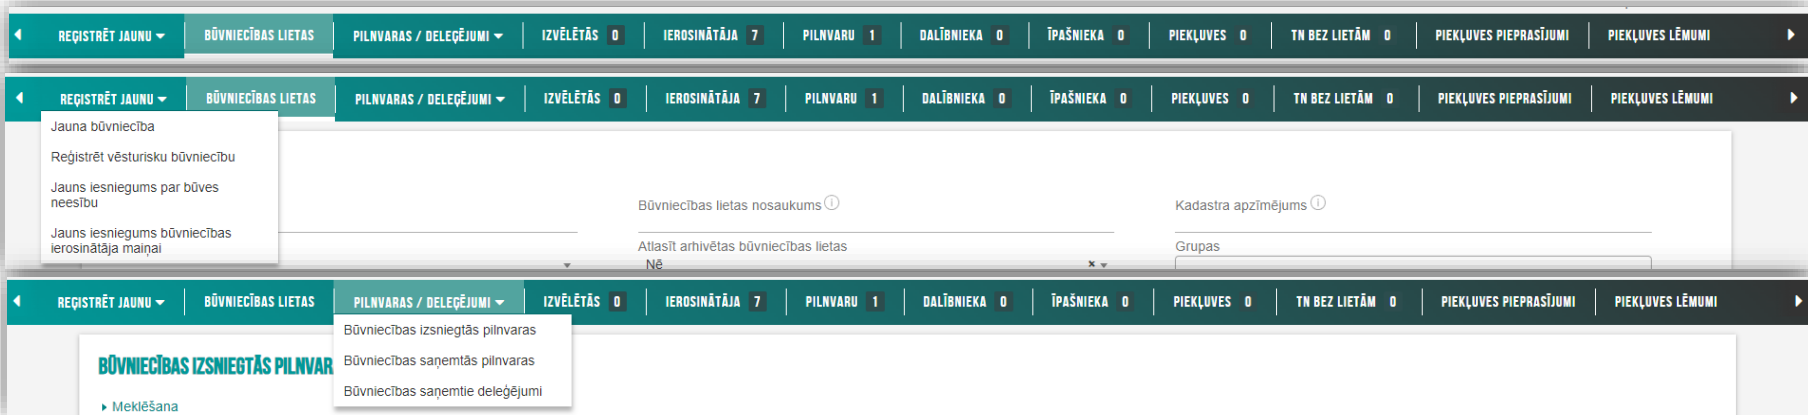 REĢISTRĒT JAUNU BŪVNIECĪBAS LIETAS PILNVARAS / DELEĢĒJUMI IZVĒLĒTĀS 0 IEROSINĀTĀJA 7 PILNVARU 1 DALĪBNIEKA 0 ĪPAŠNIEKA 0 PIEKĻUVES 0 TN BEZ LIETĀM 0 PIEKĻUVES PIEPRASĪJUMI PIEKĻUVES LĒMUMI
REĢISTRĒT JAUNU BŪVNIECĪBAS LIETAS PILNVARAS / DELEĢĒJUMI IZVĒLĒTĀS 0 IEROSINĀTĀJA 7 PILNVARU 1 DALĪBNIEKA 0 ĪPAŠNIEKA 0 PIEKĻUVES 0 TN BEZ LIETĀM 0 PIEKĻUVES PIEPRASĪJUMI PIEKĻUVES LĒMUMI
Jauna būvniecība
Reģistrēt vēsturisku būvniecību
Jauns iesniegums par būves
neesību
Jauns iesniegums būvniecības
ierosinātāja maiņai
Būvniecības lietas nosaukums
Kadastra apzīmējums
Atlasīt arhivētas būvniecības lietas
Grupas
Nē
REĢISTRĒT JAUNU BŪVNIECĪBAS LIETAS PILNVARAS / DELEĢĒJUMI IZVĒLĒTĀS 0 IEROSINĀTĀJA 7 PILNVARU 1 DALĪBNIEKA 0 ĪPAŠNIEKA 0 PIEKĻUVES 0 TN BEZ LIETĀM 0 PIEKĻUVES PIEPRASĪJUMI PIEKĻUVES LĒMUMI
Būvniecības izsniegtās pilnvaras
Būvniecības saņemtās pilnvaras
Būvniecības saņemtie deleģējumi
BŪVNIECĪBAS IZSNIEGTĀS PILNVAR
Meklēšana